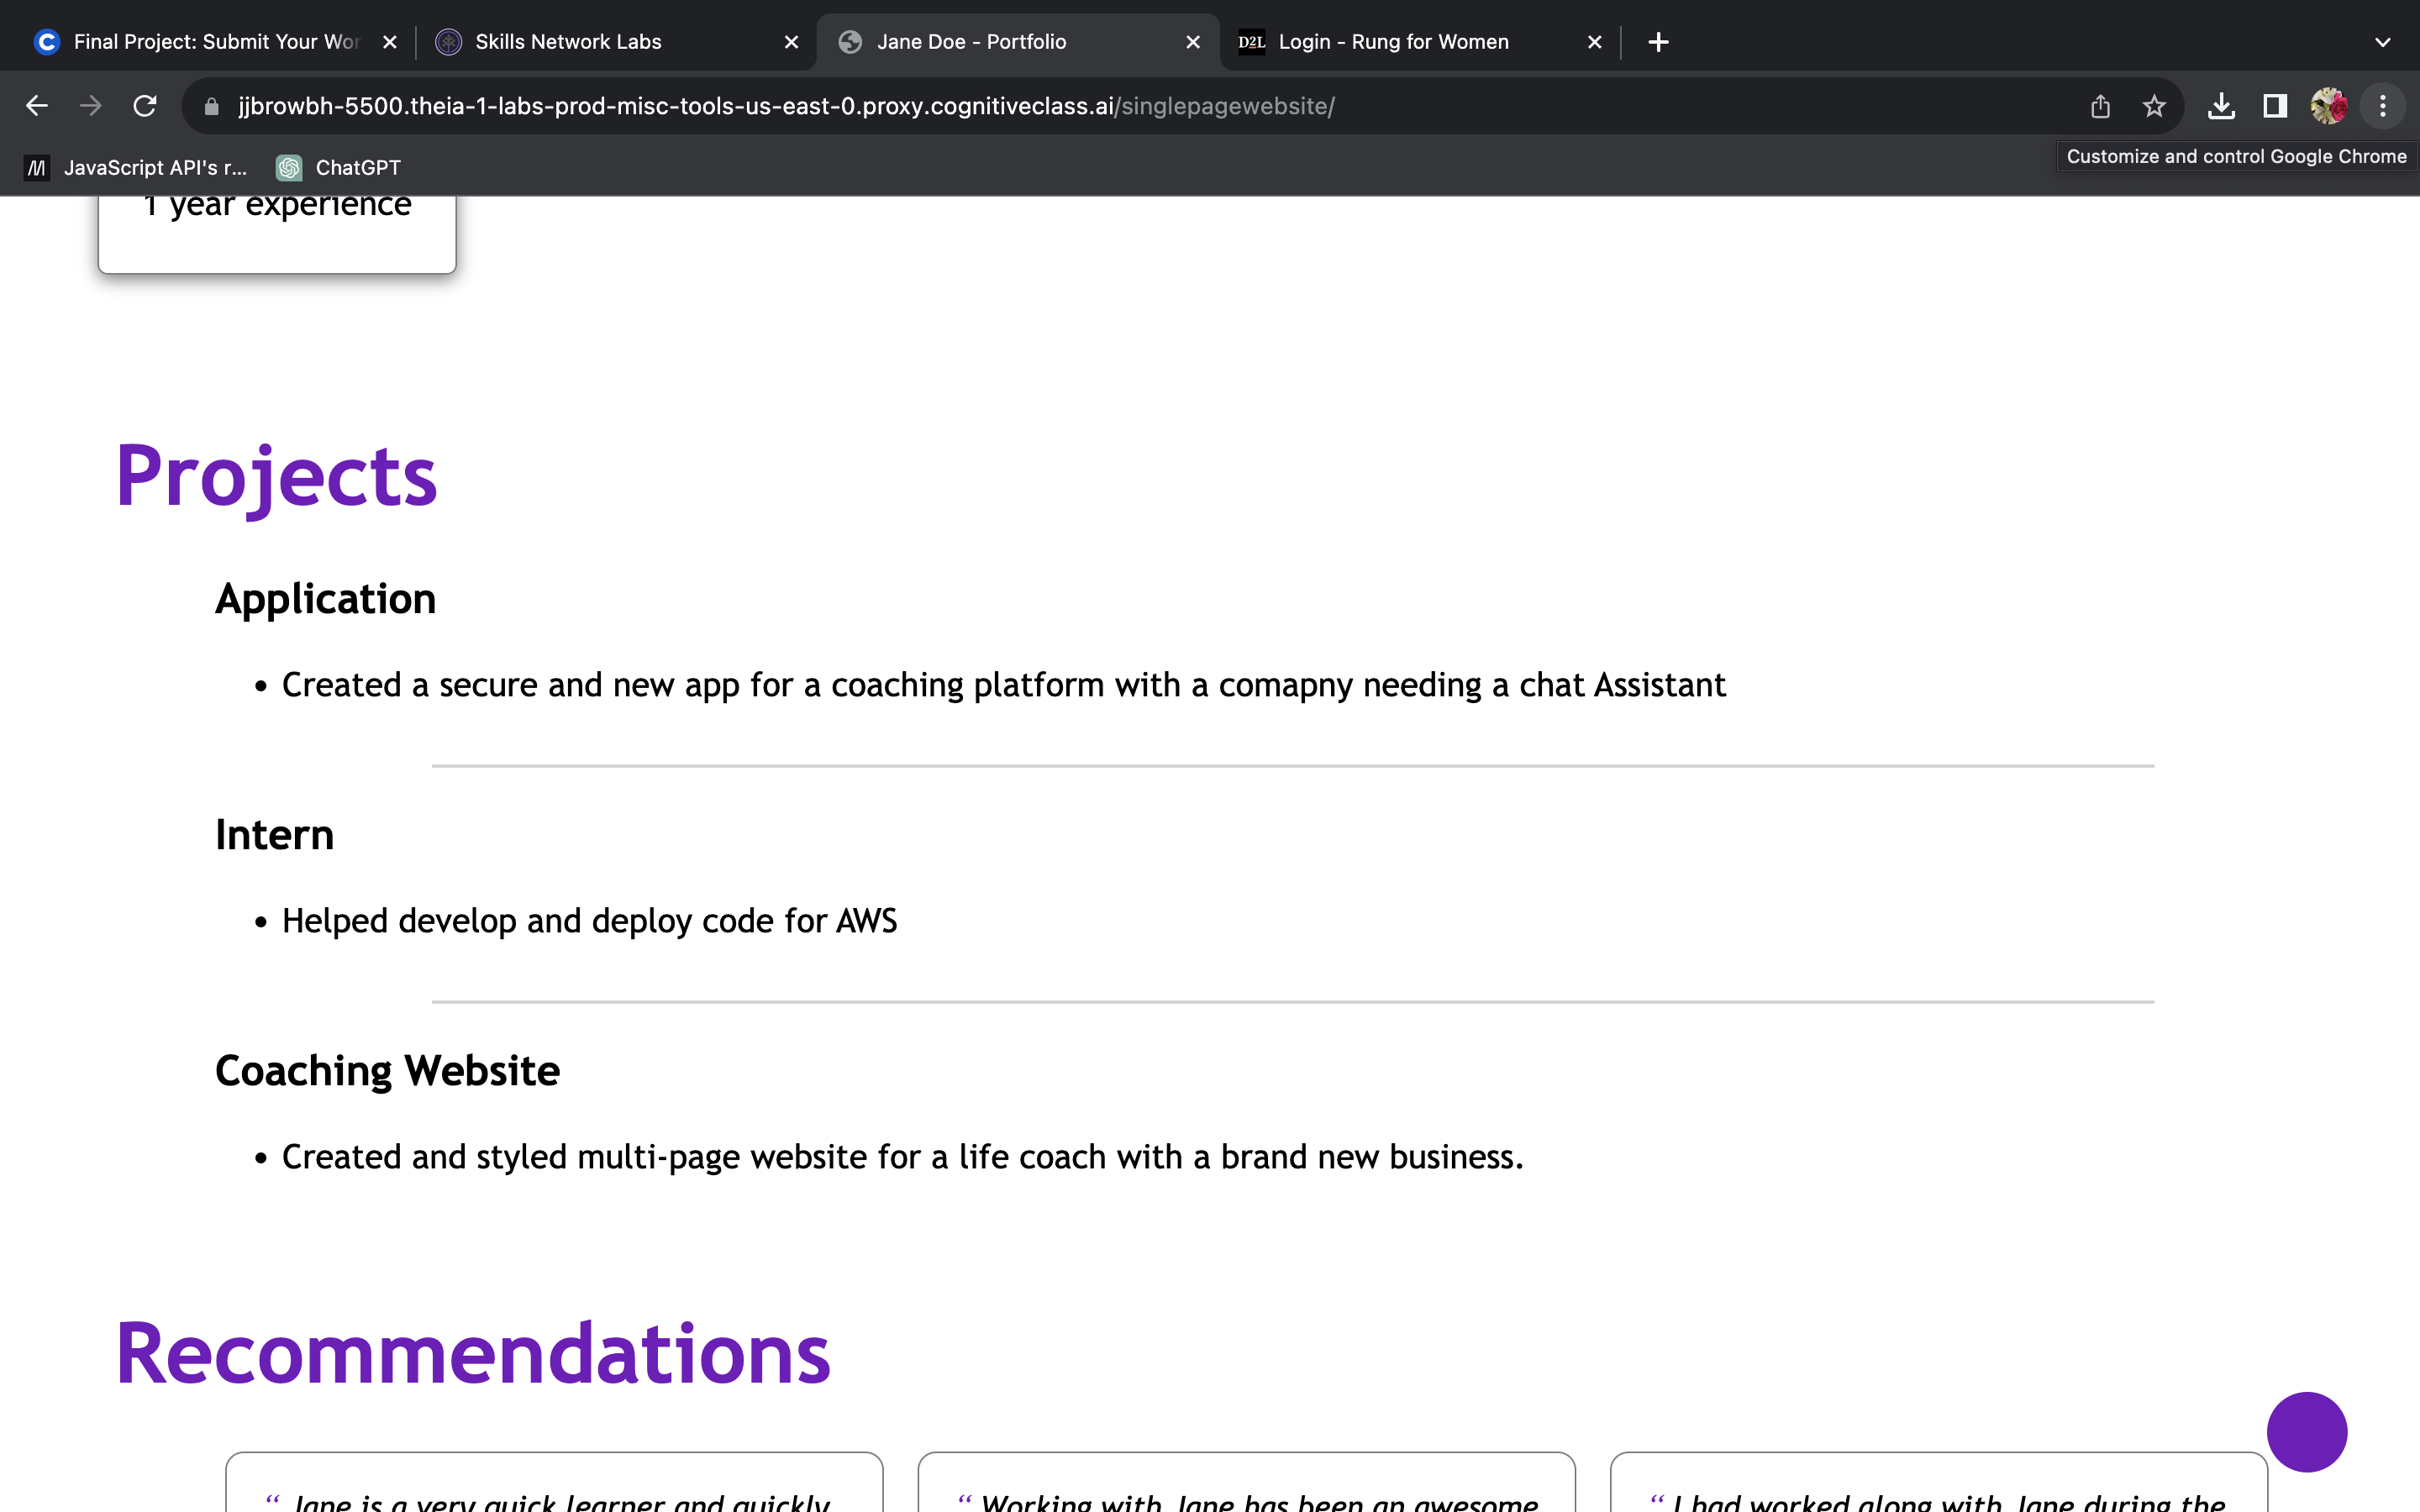 Final Project: Submit Your Wor
Skills Network Labs
Jane Doe - Portfolio
D2L Login - Rung for Women
jjbrowbh-5500.theia-1-labs-prod-misc-tools-us-east-0.proxy.cognitiveclass.ai/singlepagewebsite/
JavaScript API's r...
ChatGPT
Customize and control Google Chrome
1 year experience
Projects
Application
• Created a secure and new app for a coaching platform with a comapny needing a chat Assistant
Intern
• Helped develop and deploy code for AWS
Coaching Website
• Created and styled multi-page website for a life coach with a brand new business.
Recommendations
“ Jane is a very quick learner and quickly
“ Working with Jane has been an awesome
“ I had worked along with Jane during the